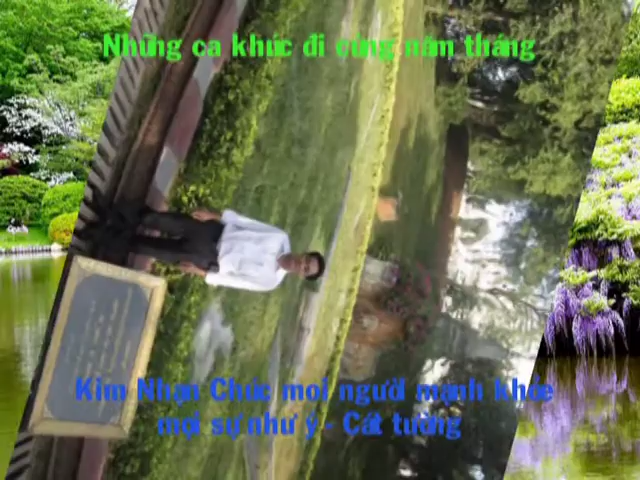 Những ca khúc đi cùng năm tháng
Kim Nhạn Chúc mọi người mạnh khỏe
mọi sự như ý - Cát tường